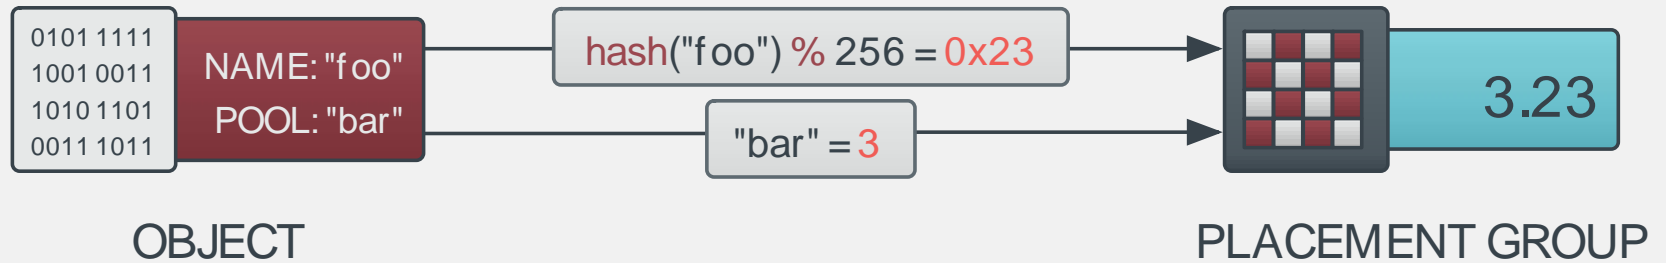 0101 1111
1001 0011
1010 1101
0011 1011
NAME: "foo"
POOL: "bar"
hash("foo") % 256 = 0x23
"bar" = 3
3.23
OBJECT
PLACEMENT GROUP